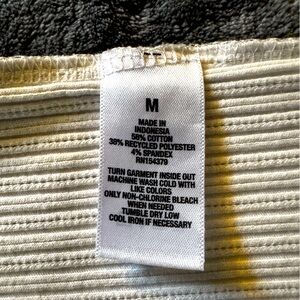 M
MADE IN
INDONESIA
58% COTTON
38% RECYCLED POLYESTER
4% SPANDEX
RN154379
TURN GARMENT INSIDE OUT
MACHINE WASH COLD WITH
LIKE COLORS
ONLY NON-CHLORINE BLEACH
WHEN NEEDED
TUMBLE DRY LOW
COOL IRON IF NECESSARY